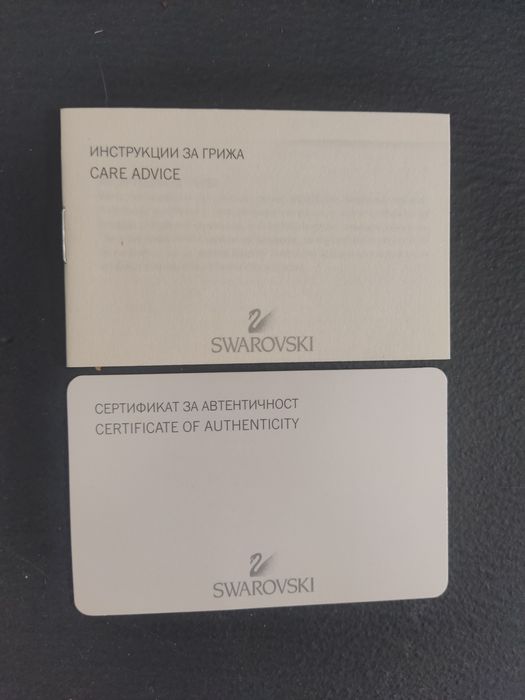 ИНСТРУКЦИИ ЗА ГРИЖА
CARE ADVICE
SWAROVSKI
СЕРТИФИКАТ ЗА АВТЕНТИЧНОСТ
CERTIFICATE OF AUTHENTICITY
SWAROVSKI